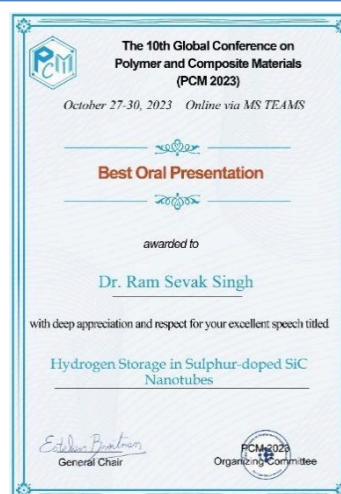 PCM
The 10th Global Conference on
Polymer and Composite Materials
(PCM 2023)
October 27-30, 2023 Online via MS TEAMS
Best Oral Presentation
awarded to
Dr. Ram Sevak Singh
with deep appreciation and respect for your excellent speech titled
Hydrogen Storage in Sulphur-doped SiC
Nanotubes
General Chair
PCM 2023
Organizing Committee